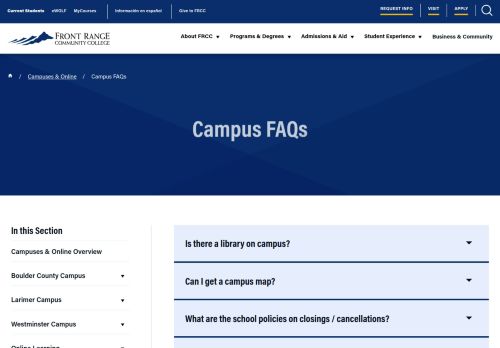 Current Students eWOLF MyCourses Información en español Give to FRCC REQUEST INFO VISIT APPLY
FRONT RANGE
COMMUNITY COLLEGE
About FRCC Programs & Degrees Admissions & Aid Student Experience Business & Community
/ Campuses & Online / Campus FAQs
Campus FAQs
In this Section
Campuses & Online Overview
Boulder County Campus
Larimer Campus
Westminster Campus
Online Learning
Is there a library on campus?
Can I get a campus map?
What are the school policies on closings / cancellations?